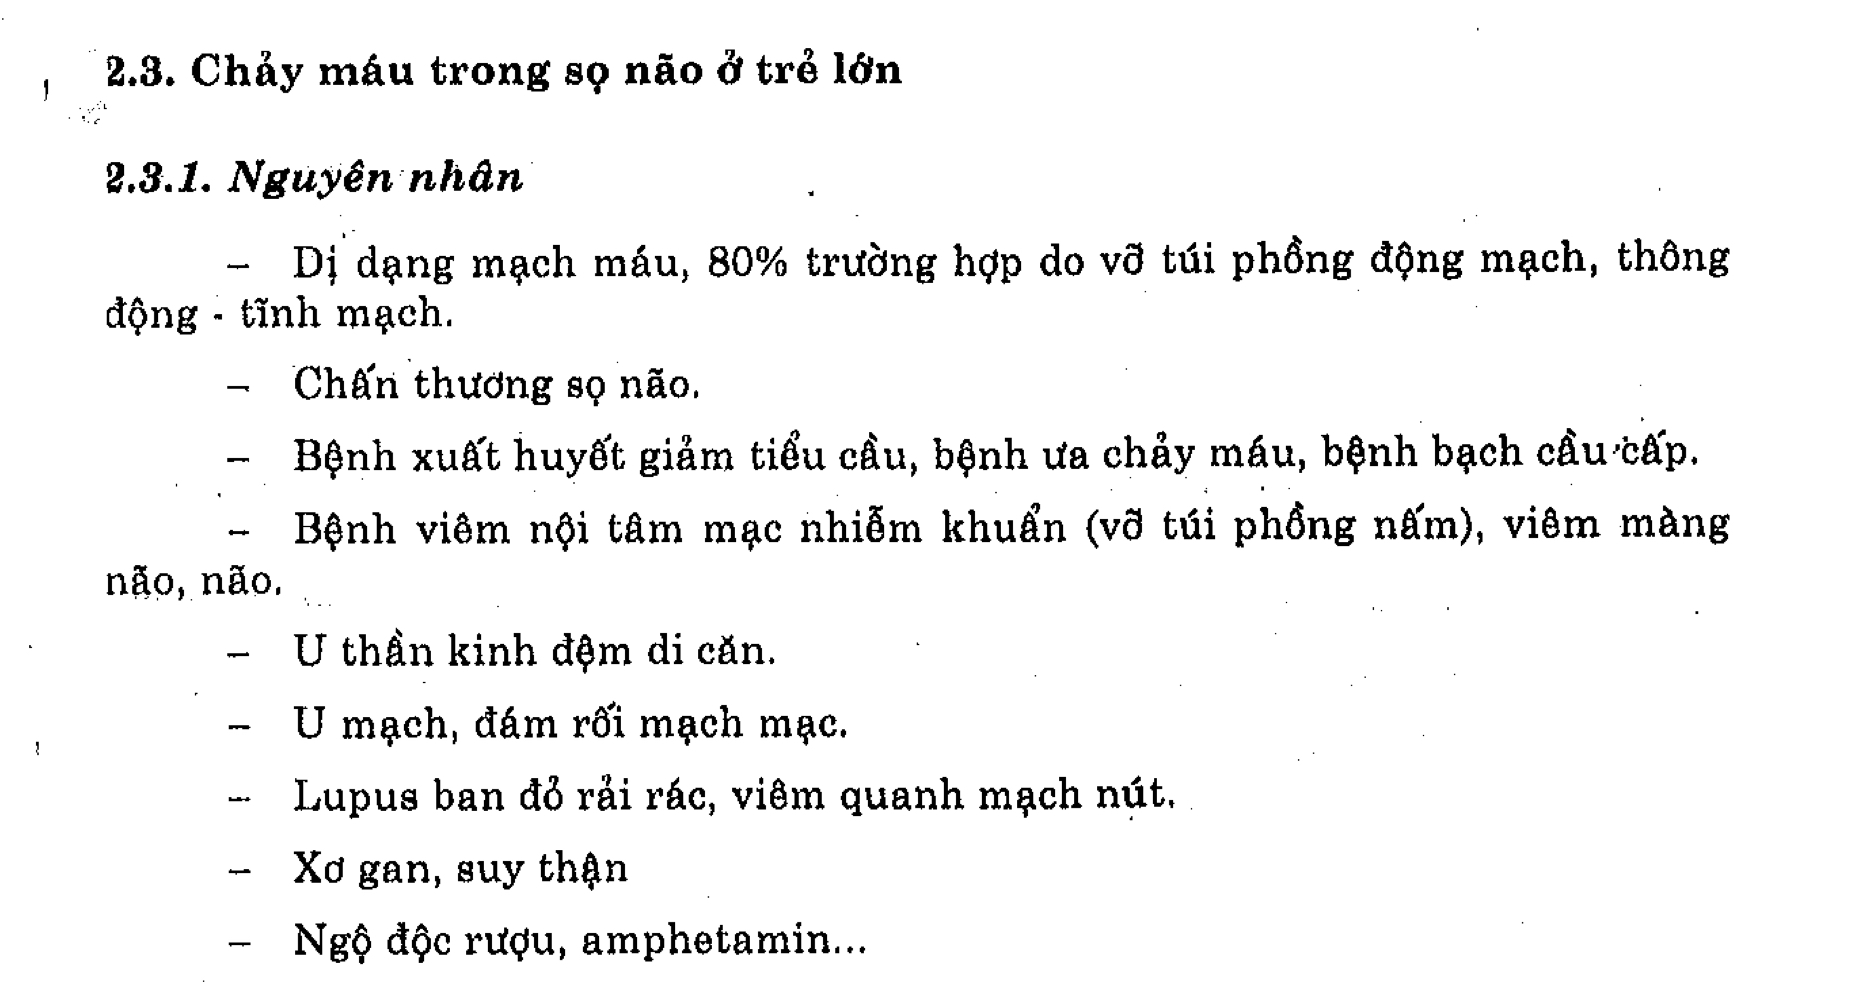 2.3. Chảy máu trong sọ não ở trẻ lớn
2.3.1. Nguyên nhân
– Dị dạng mạch máu, 80% trường hợp do vỡ túi phồng động mạch, thông
động - tĩnh mạch.
– Chấn thương sọ não.
– Bệnh xuất huyết giảm tiểu cầu, bệnh ưa chảy máu, bệnh bạch cầu cấp.
– Bệnh viêm nội tâm mạc nhiễm khuẩn (vỡ túi phồng nấm), viêm màng
não, não.
– U thần kinh đệm di căn.
– U mạch, đám rối mạch mạc.
– Lupus ban đỏ rải rác, viêm quanh mạch nút.
– Xơ gan, suy thận
– Ngộ độc rượu, amphetamin...